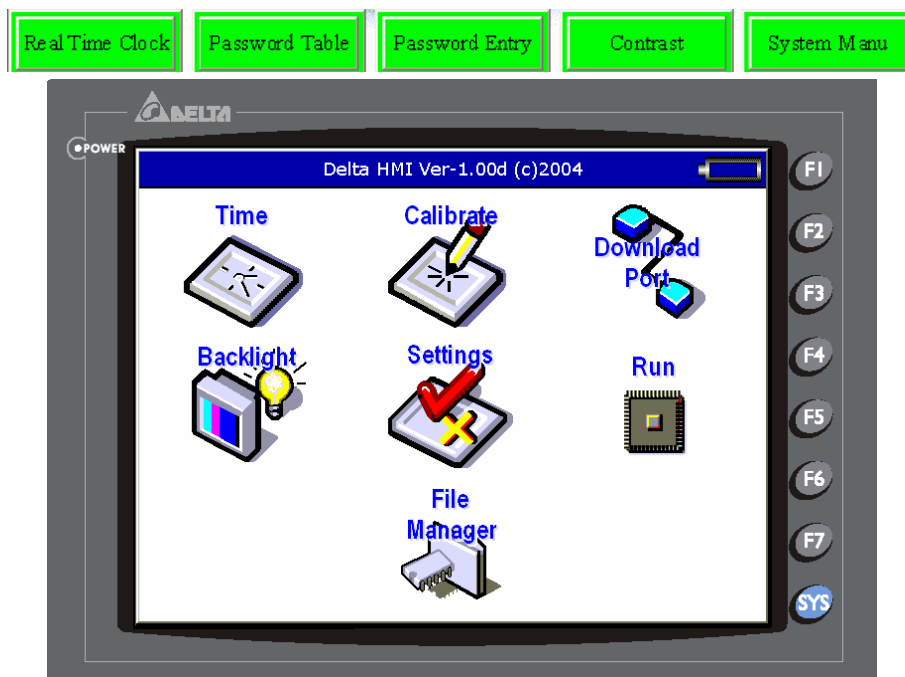 Real Time Clock
Password Table
Password Entry
Contrast
System Manu
DELTA
POWER
Delta HMI Ver-1.00d (c)2004
F1
Time
Calibrate
Download
Port
F2
F3
Backlight
Settings
Run
F4
F5
File
Manager
F6
F7
SYS